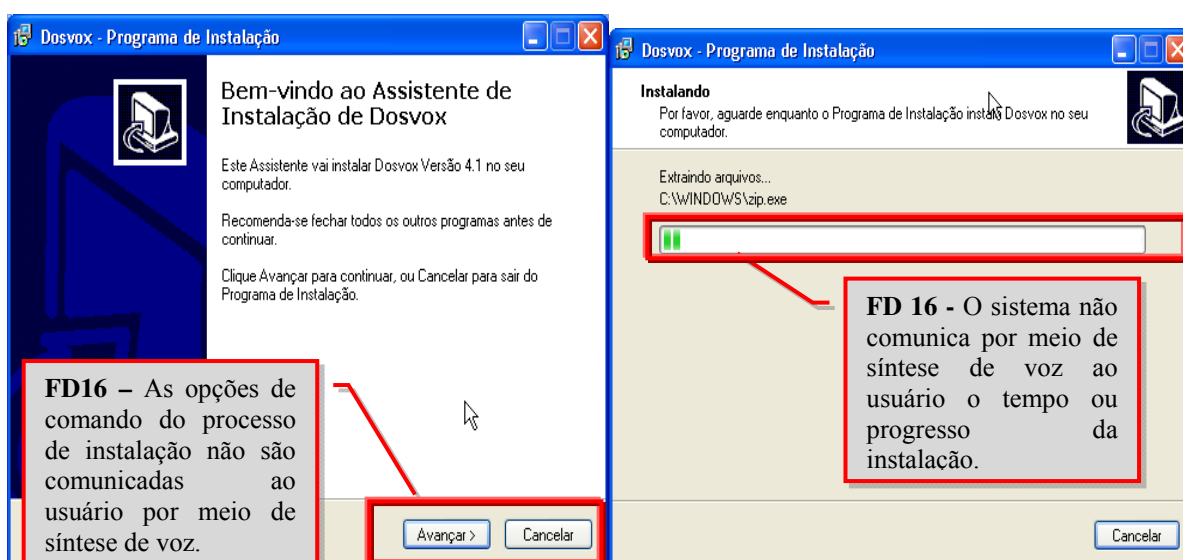 Dosvox - Programa de Instalação
Bem-vindo ao Assistente de
Instalação de Dosvox
Este Assistente vai instalar Dosvox Versão 4.1 no seu
computador.
Recomenda-se fechar todos os outros programas antes de
continuar.
Clique Avançar para continuar, ou Cancelar para sair do
Programa de Instalação.
FD16 – As opções de
comando do processo
de instalação não são
comunicadas ao
usuário por meio de
síntese de voz.
Avançar >
Cancelar
Dosvox - Programa de Instalação
Instalando
Por favor, aguarde enquanto o Programa de Instalação instala Dosvox no seu
computador.
Extraindo arquivos...
C:\WINDOWS\zip.exe
FD 16 - O sistema não
comunica por meio de
síntese de voz ao
usuário o tempo ou
progresso da
instalação.
Cancelar